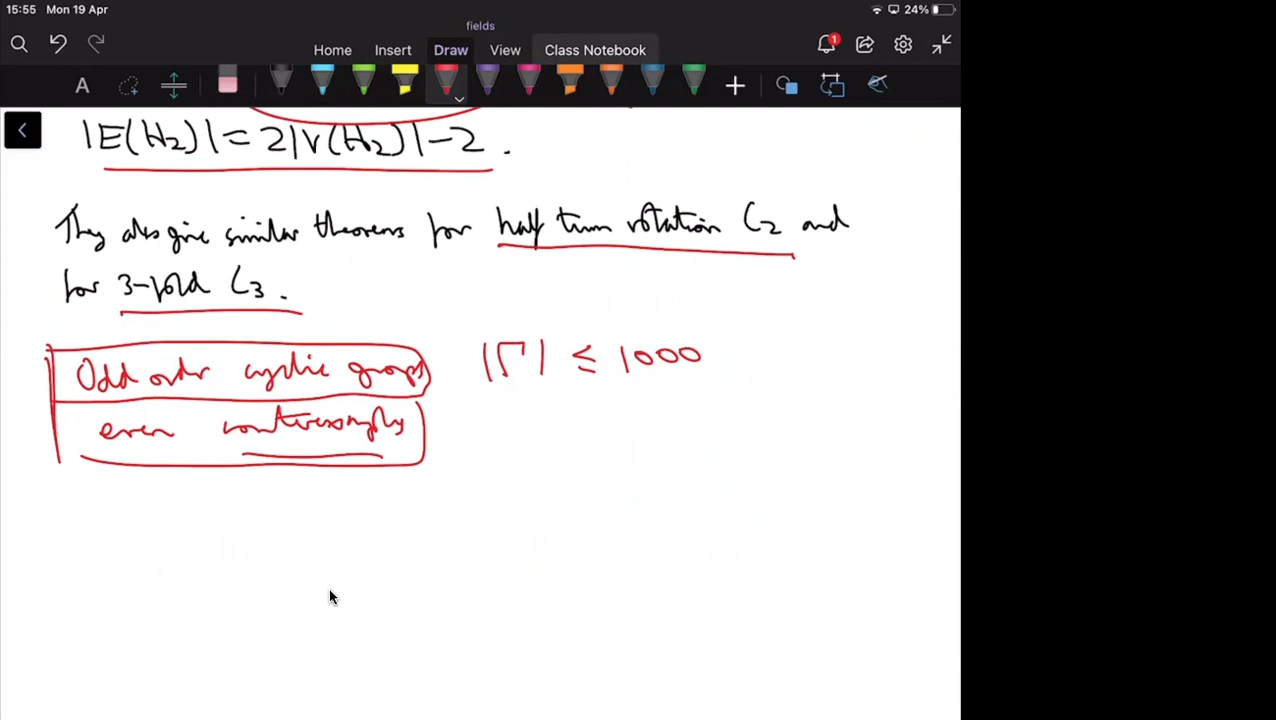 15:55 Mon 19 Apr
24%
fields
Home Insert Draw View Class Notebook
1
A
|E(H₂)| = 2|V(H₂)| - 2.
They also give similar theorems for half turn rotation C₂ and
for 3-fold C₃.
Odd order cyclic groups |Γ| ≤ 1000
even counterexamples